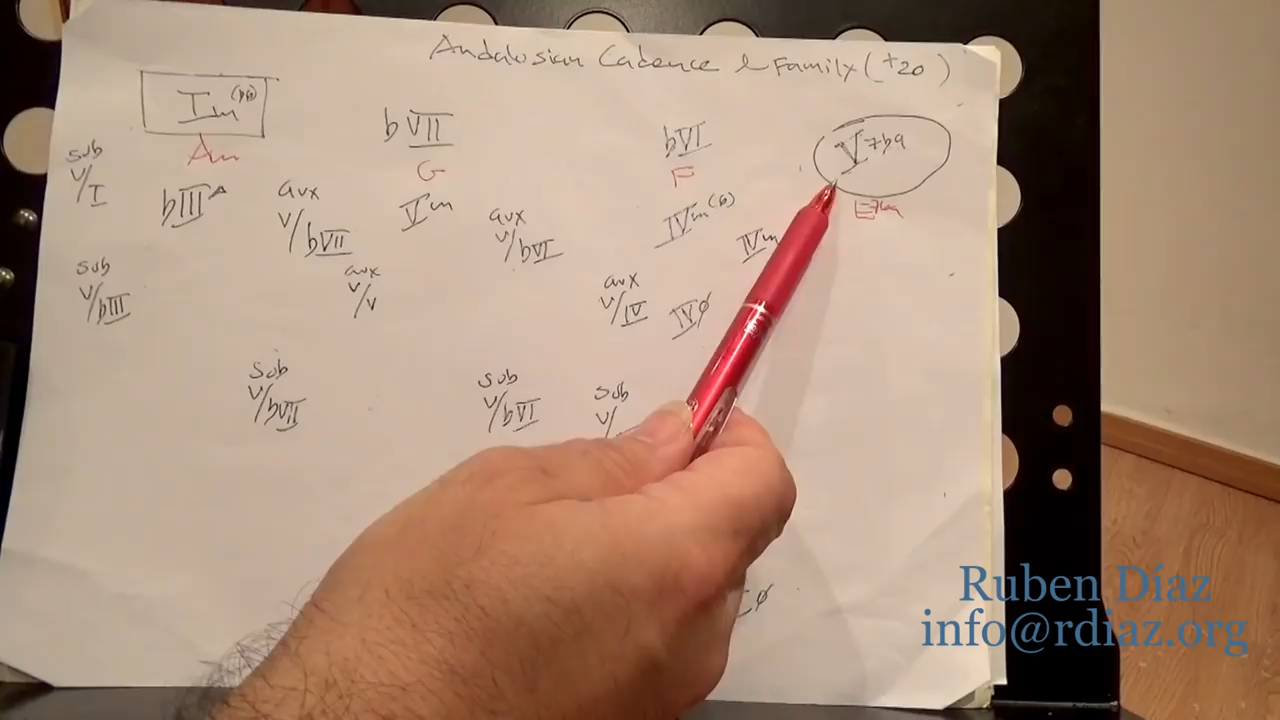 Andalusian Cadence & Family (+20)
Im(b6) bVII bVI V7b9
Am G F E7b9
sub V/I bIII△ aux V/bVII Vm aux V/bVI IVm(6) IVm
sub V/bIII aux V/V aux V/IV IVø
sub V/bVII sub V/bVI sub V/
ø
Ruben Díaz
info@rdiaz.org